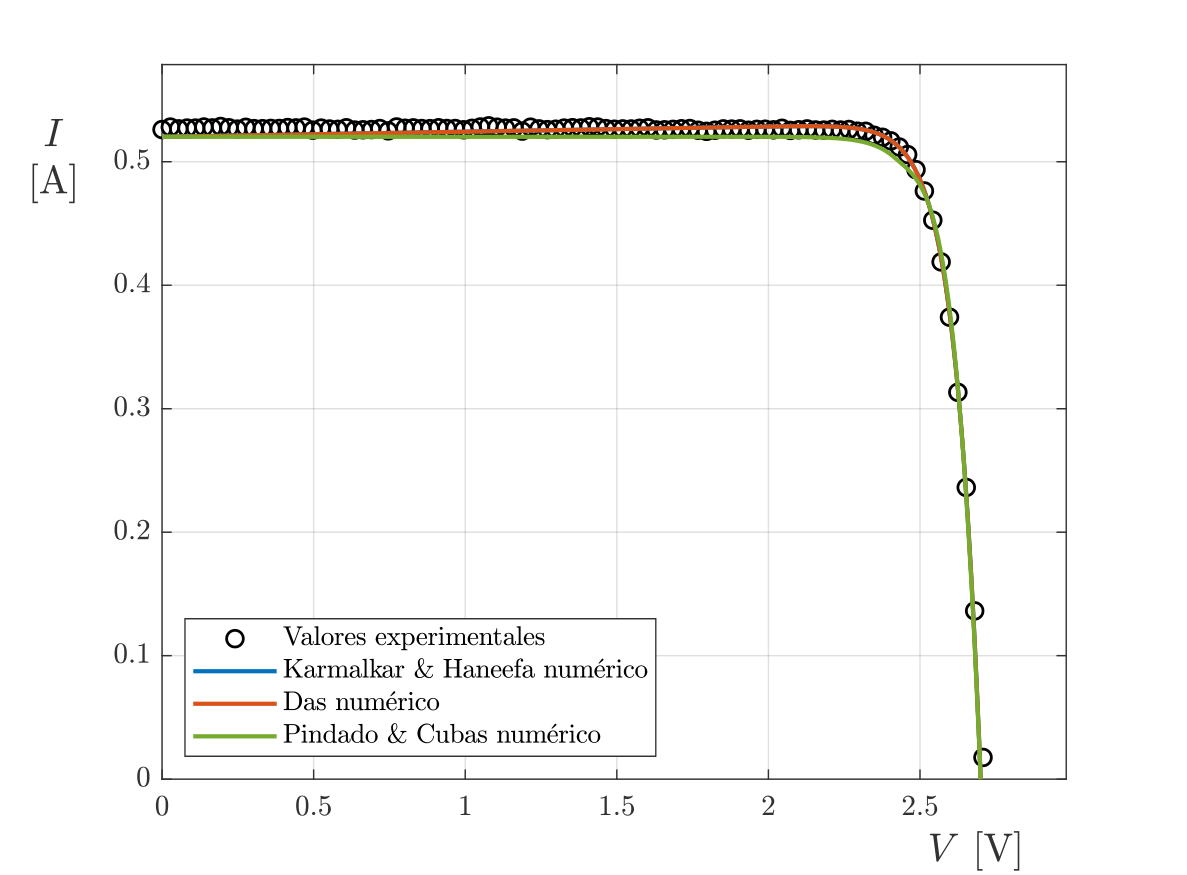 I
[A]
0.5
0.4
0.3
0.2
0.1
0
Valores experimentales
Karmalkar & Haneefa numérico
Das numérico
Pindado & Cubas numérico
0 0.5 1 1.5 2 2.5
V [V]